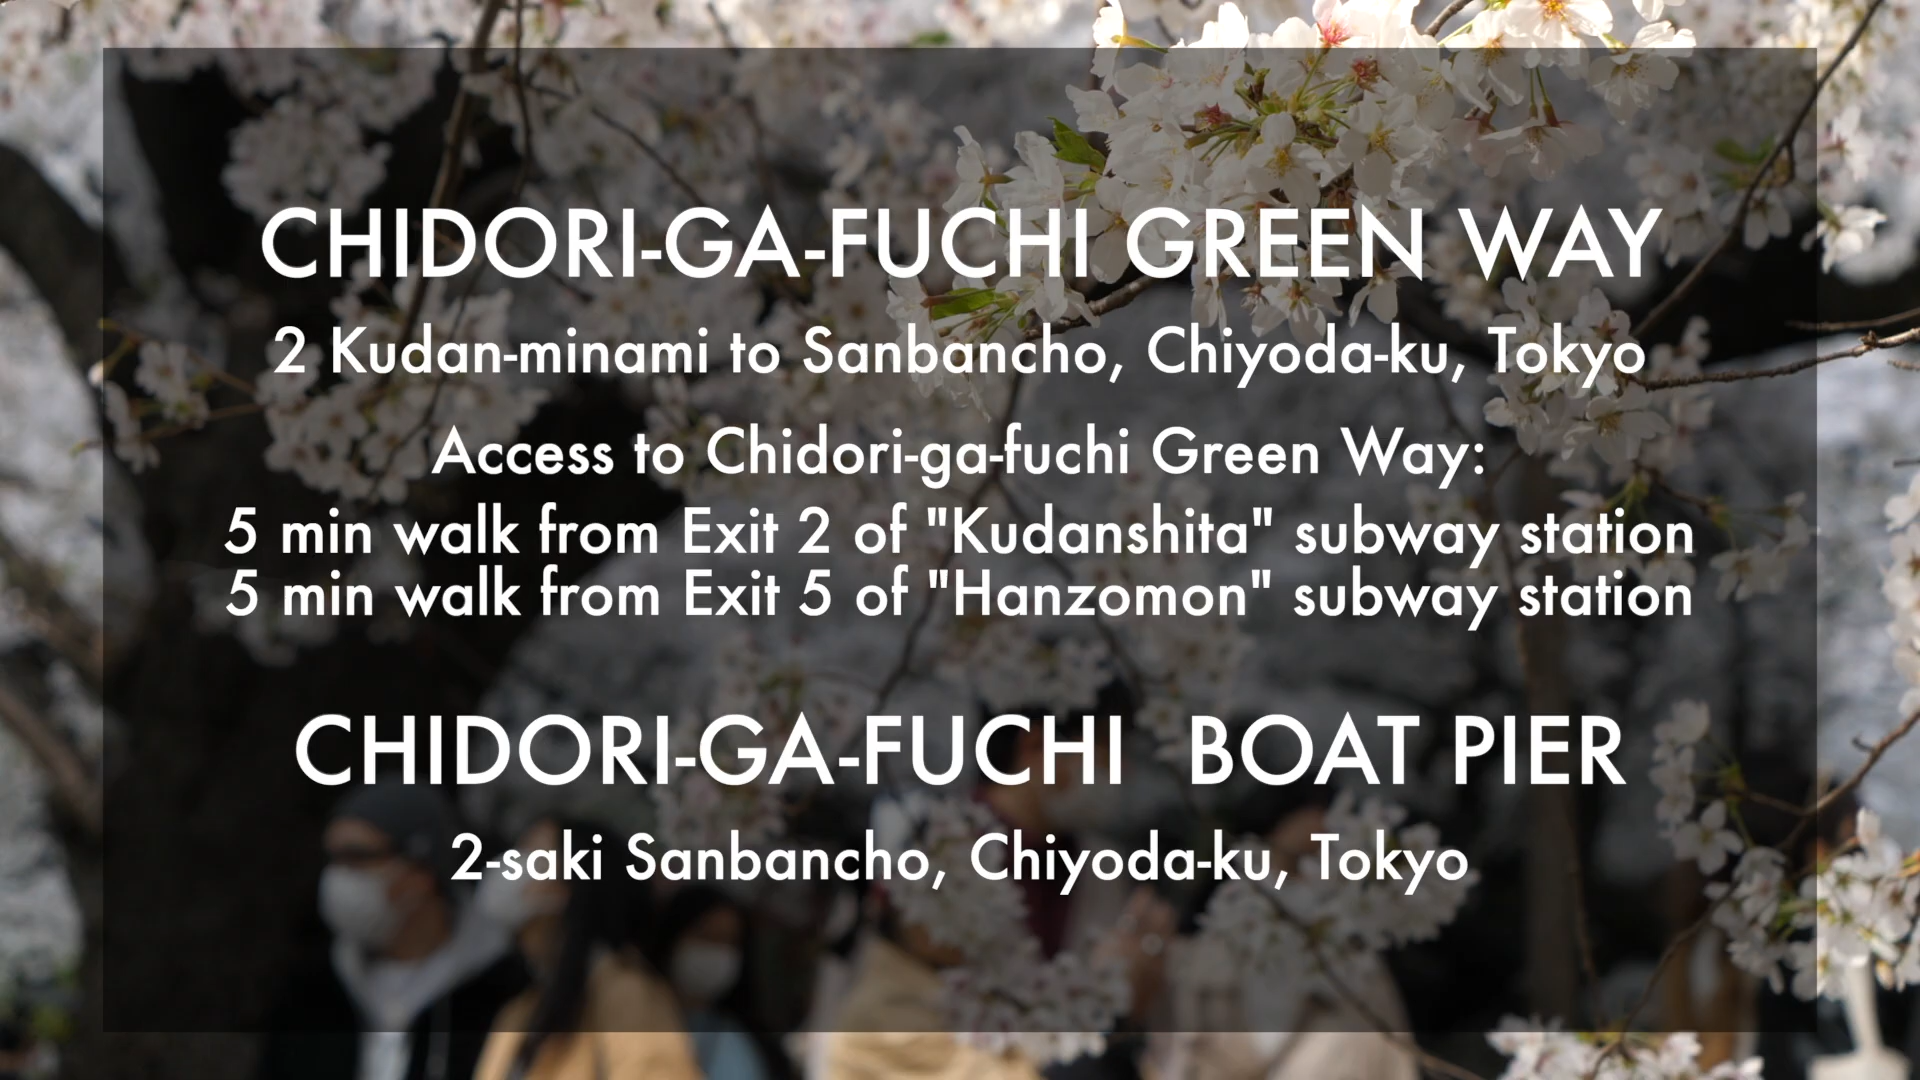 CHIDORI-GA-FUCHI GREEN WAY
2 Kudan-minami to Sanbancho, Chiyoda-ku, Tokyo
Access to Chidori-ga-fuchi Green Way:
5 min walk from Exit 2 of "Kudanshita" subway station
5 min walk from Exit 5 of "Hanzomon" subway station
CHIDORI-GA-FUCHI  BOAT PIER
2-saki Sanbancho, Chiyoda-ku, Tokyo